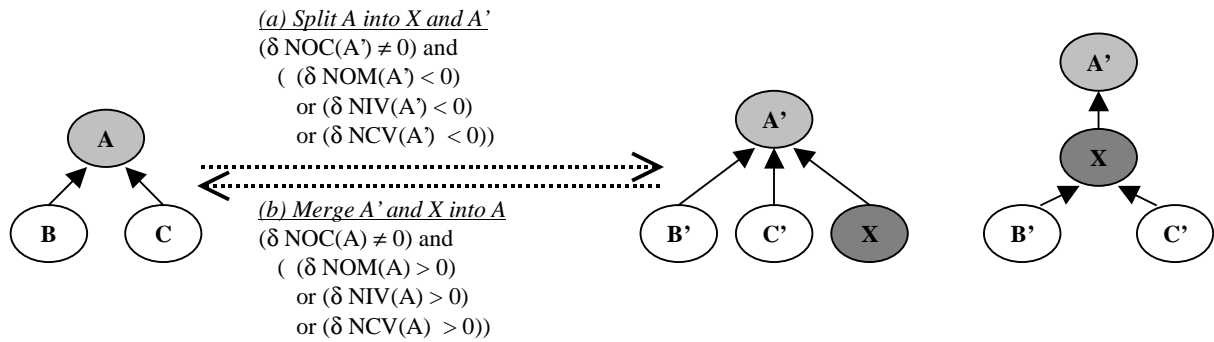 (a) Split A into X and A’
(δ NOC(A’) ≠ 0) and
( (δ NOM(A’) < 0)
or (δ NIV(A’) < 0)
or (δ NCV(A’) < 0))
A
B
C
(b) Merge A’ and X into A
(δ NOC(A) ≠ 0) and
( (δ NOM(A) > 0)
or (δ NIV(A) > 0)
or (δ NCV(A) > 0))
A’
B’
C’
X
A’
X
B’
C’